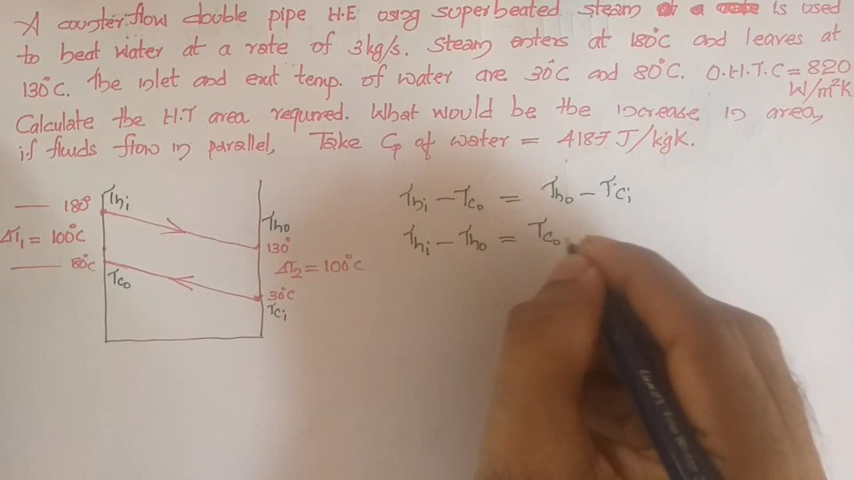 A counterflow double pipe H.E using superheated steam is used
to heat water at a rate of 3kg/s. Steam enters at 180°C and leaves at
130°C. The inlet and exit temp. of water are 30°C and 80°C. O.H.T.C = 820
W/m²K
Calculate the H.T area required. What would be the increase in area,
if fluids flow in parallel, Take Cp of water = 4187 J/kgK.
180° Thi
ΔT1 = 100°C
80°C Tco
Tho
130°
ΔT2 = 100°C
30°C
Tci
Thi - Tco = Tho - Tci
Thi - Tho = Tco